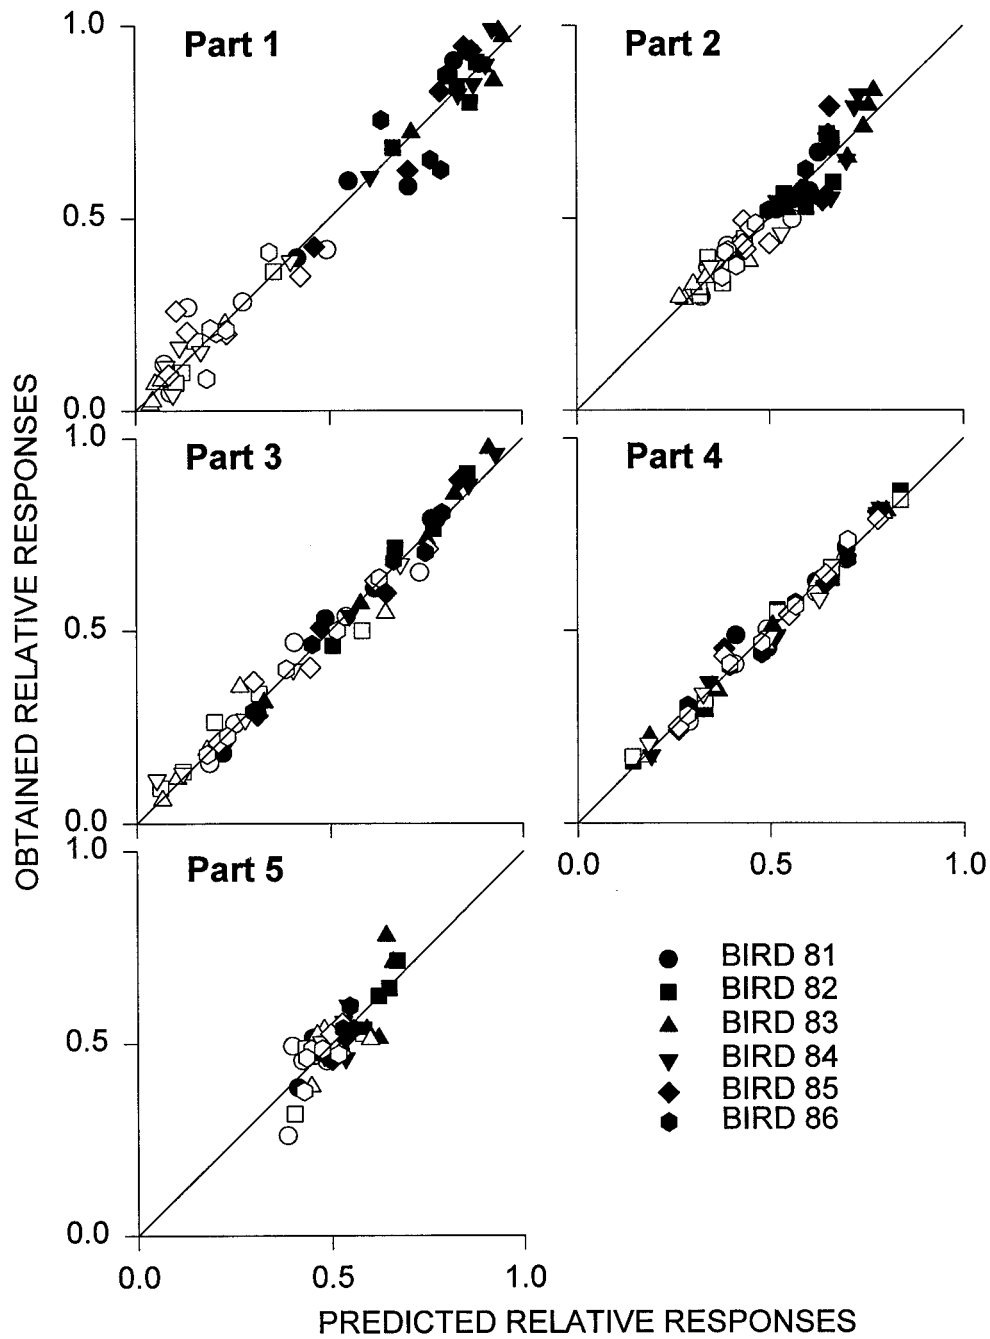 1.0
Part 1
Part 2
0.5
0.0
1.0
Part 3
Part 4
0.5
0.0
0.0 0.5 1.0
1.0
Part 5
0.5
0.0
0.0 0.5 1.0
BIRD 81
BIRD 82
BIRD 83
BIRD 84
BIRD 85
BIRD 86
OBTAINED RELATIVE RESPONSES
PREDICTED RELATIVE RESPONSES